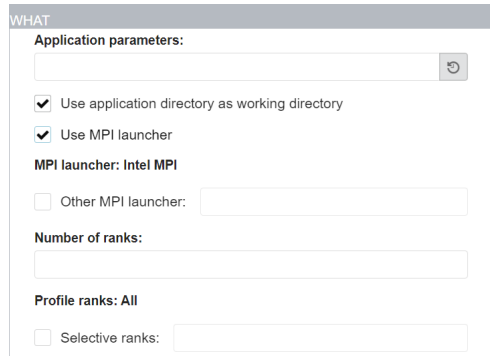 WHAT
Application parameters:
Use application directory as working directory
Use MPI launcher
MPI launcher: Intel MPI
Other MPI launcher:
Number of ranks:
Profile ranks: All
Selective ranks: